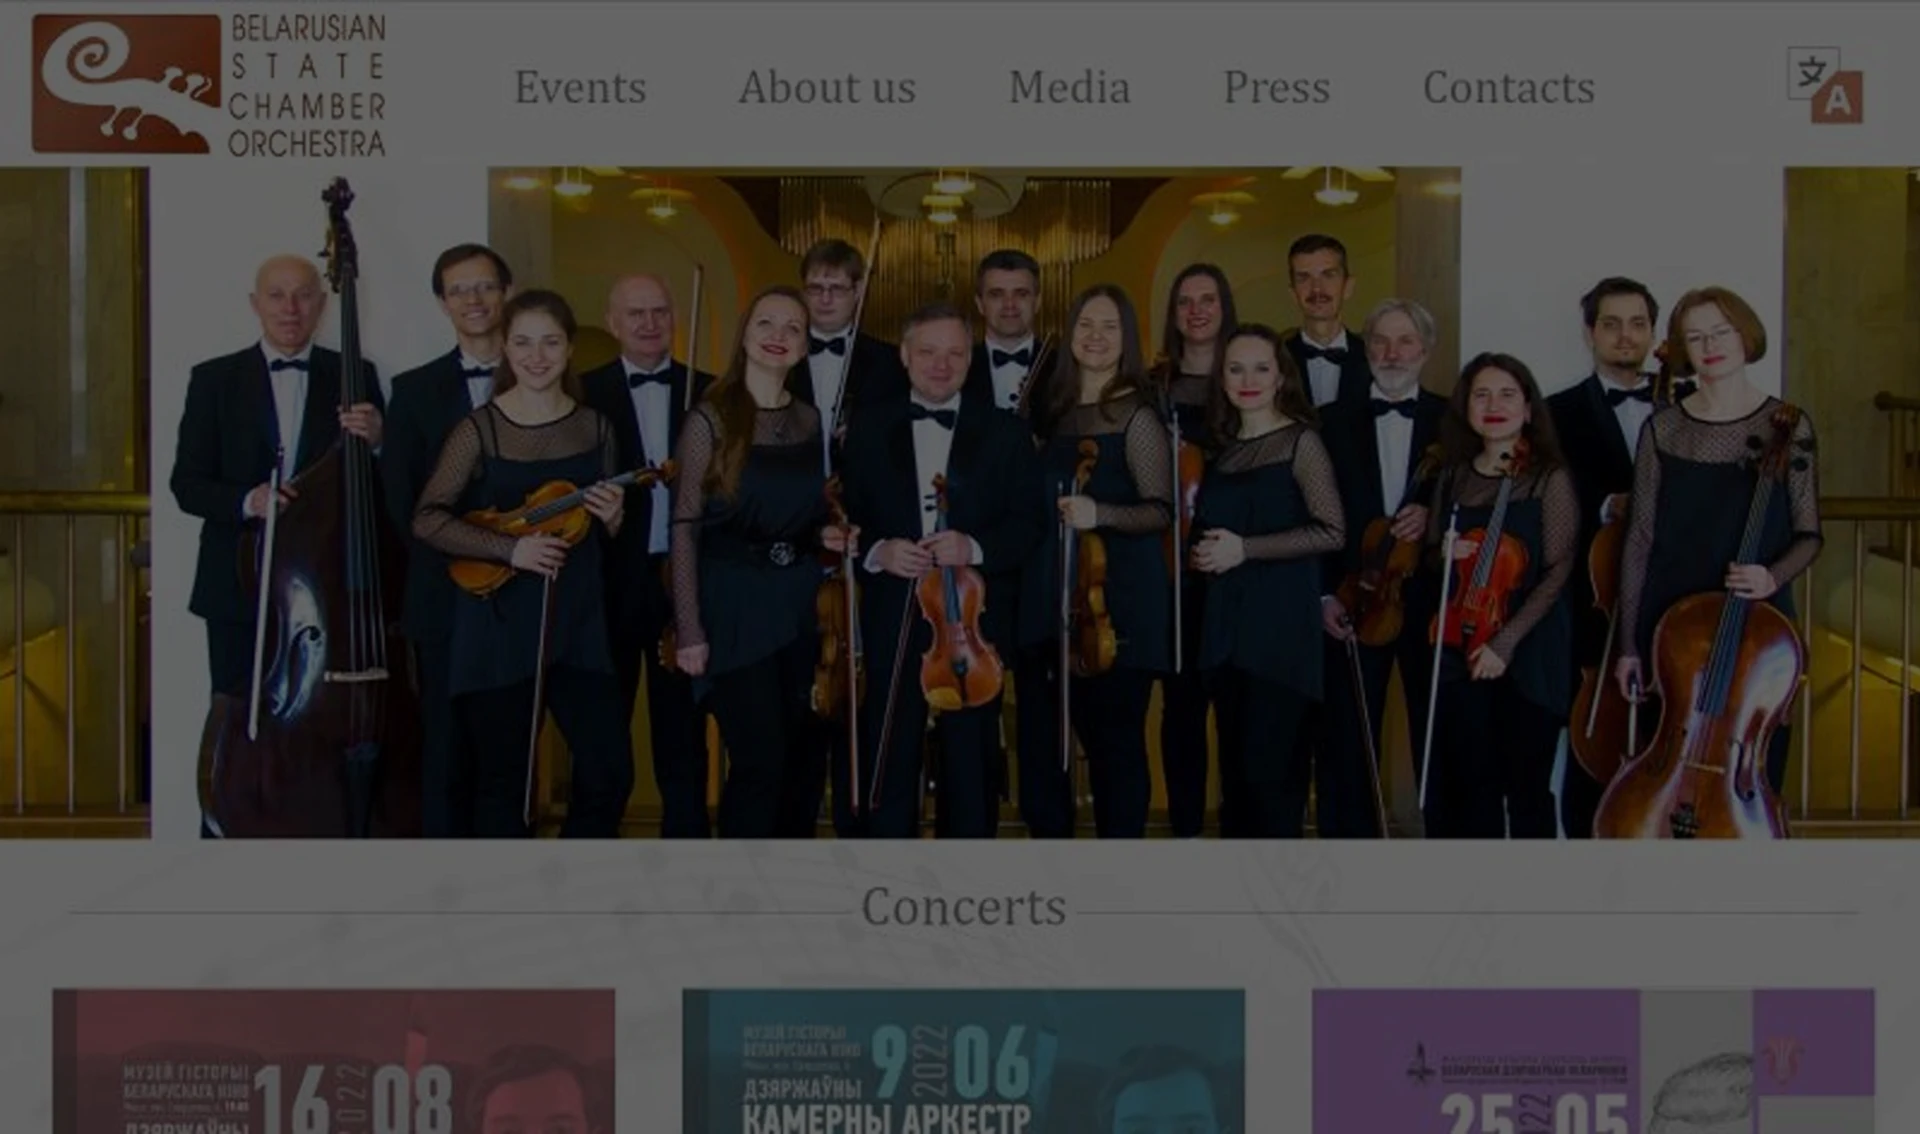 BELARUSIAN
STATE
CHAMBER
ORCHESTRA
Events
About us
Media
Press
Contacts
文
A
Concerts
МУЗЕЙ ГІСТОРЫІ
БЕЛАРУСКАГА КІНО
16 2022 08
ДЗЯРЖАЎНЫ
МУЗЕЙ ГІСТОРЫІ
БЕЛАРУСКАГА КІНО
9 2022 06
ДЗЯРЖАЎНЫ
КАМЕРНЫ АРКЕСТР
БЕЛАРУСКАЯ ДЗЯРЖАЎНАЯ ФІЛАРМОНІЯ
25 2022 05